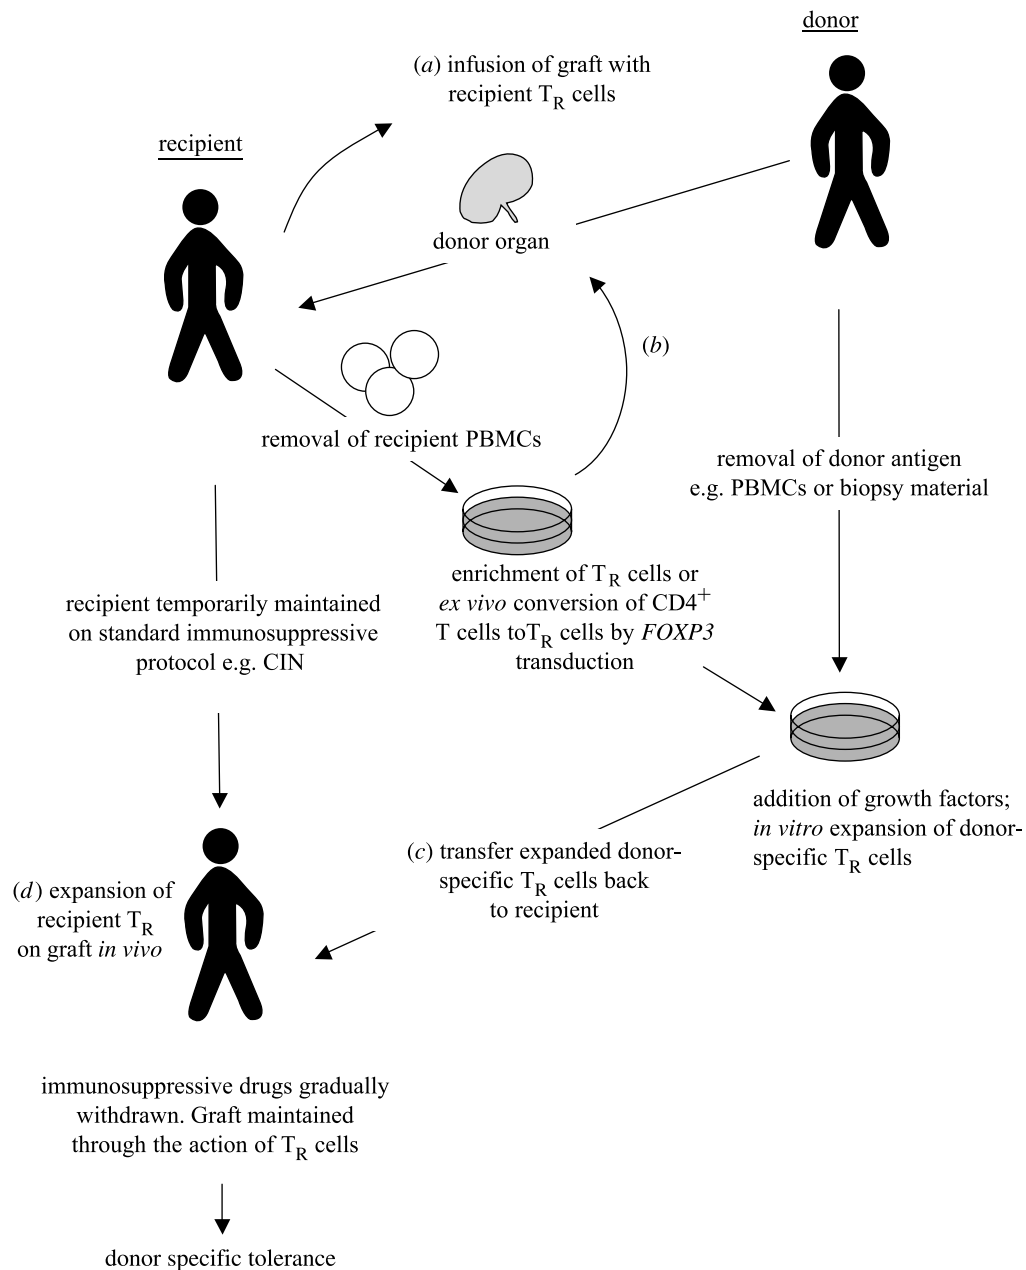 donor
(a) infusion of graft with
recipient TR cells
recipient
donor organ
(b)
removal of recipient PBMCs
removal of donor antigen
e.g. PBMCs or biopsy material
enrichment of TR cells or
ex vivo conversion of CD4+
T cells toTR cells by FOXP3
transduction
recipient temporarily maintained
on standard immunosuppressive
protocol e.g. CIN
addition of growth factors;
in vitro expansion of donor-
specific TR cells
(c) transfer expanded donor-
specific TR cells back
to recipient
(d) expansion of
recipient TR
on graft in vivo
immunosuppressive drugs gradually
withdrawn. Graft maintained
through the action of TR cells
donor specific tolerance